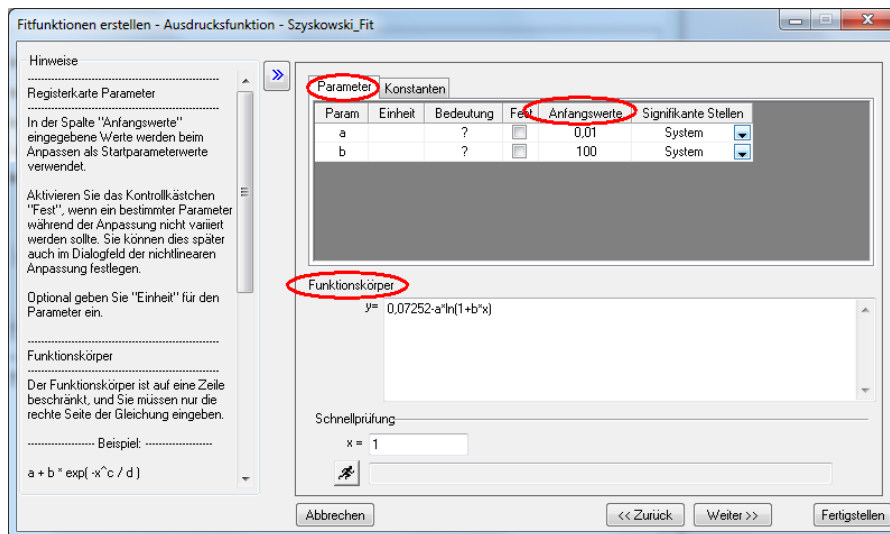 Fitfunktionen erstellen - Ausdrucksfunktion - Szyskowski_Fit
Hinweise
Registerkarte Parameter
In der Spalte "Anfangswerte"
eingegebene Werte werden beim
Anpassen als Startparameterwerte
verwendet.
Aktivieren Sie das Kontrollkästchen
"Fest", wenn ein bestimmter Parameter
während der Anpassung nicht variiert
werden sollte. Sie können dies später
auch im Dialogfeld der nichtlinearen
Anpassung festlegen.
Optional geben Sie "Einheit" für den
Parameter ein.
Funktionskörper
Der Funktionskörper ist auf eine Zeile
beschränkt, und Sie müssen nur die
rechte Seite der Gleichung eingeben.
-------------------- Beispiel: --------------------
a + b * exp( -x^c / d )
Parameter Konstanten
Param Einheit Bedeutung Fest Anfangswerte Signifikante Stellen
a ? 0,01 System
b ? 100 System
Funktionskörper
y= 0,07252-a*ln(1+b*x)
Schnellprüfung
x = 1
Abbrechen << Zurück Weiter >> Fertigstellen